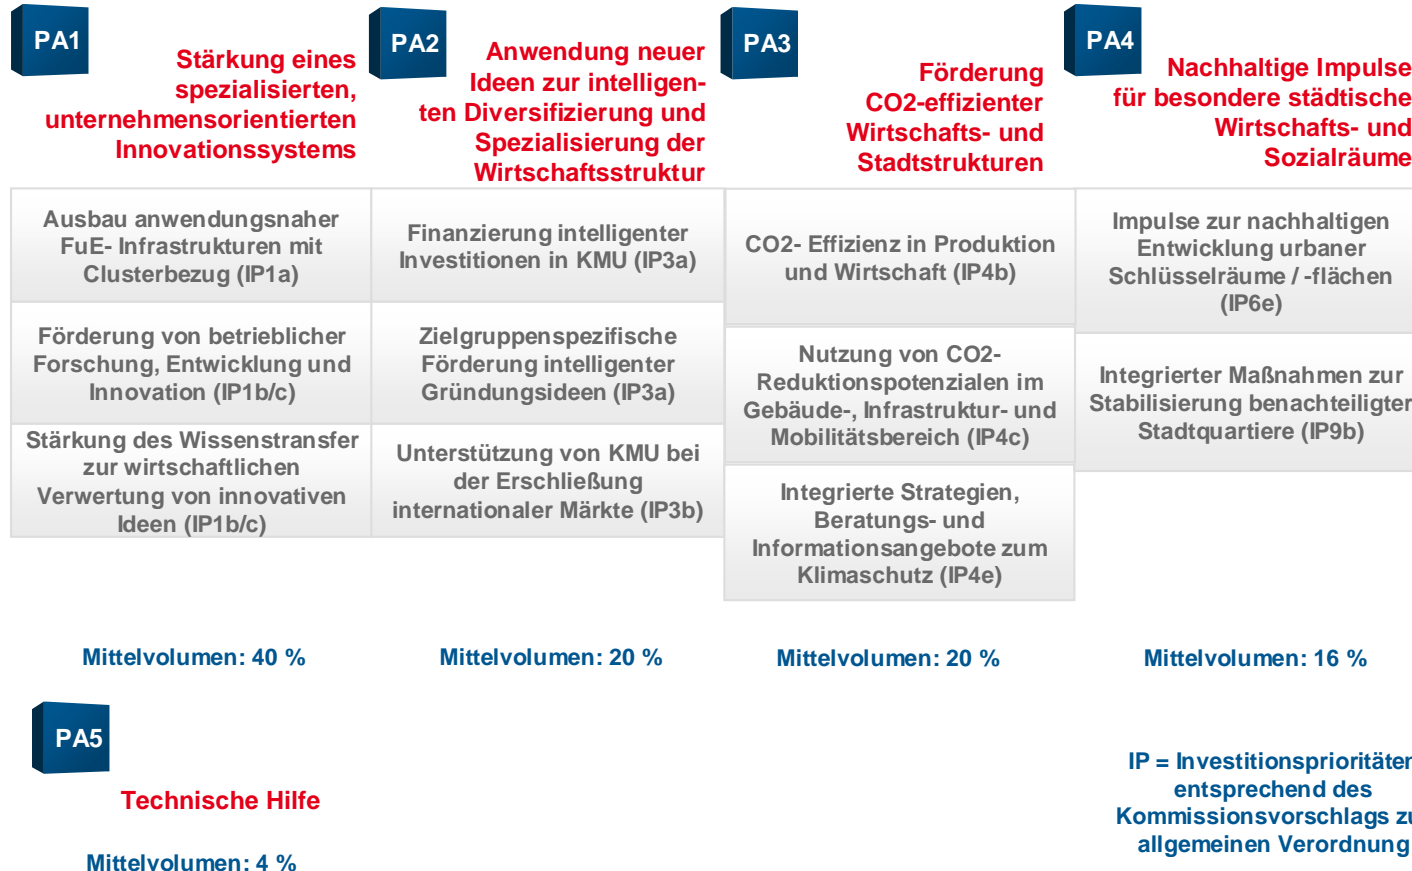 PA1
Stärkung eines
spezialisierten,
unternehmensorientierten
Innovationssystems
Ausbau anwendungsnaher
FuE- Infrastrukturen mit
Clusterbezug (IP1a)
Förderung von betrieblicher
Forschung, Entwicklung und
Innovation (IP1b/c)
Stärkung des Wissenstransfer
zur wirtschaftlichen
Verwertung von innovativen
Ideen (IP1b/c)
Mittelvolumen: 40 %
PA2
Anwendung neuer
Ideen zur intelligen-
ten Diversifizierung und
Spezialisierung der
Wirtschaftsstruktur
Finanzierung intelligenter
Investitionen in KMU (IP3a)
Zielgruppenspezifische
Förderung intelligenter
Gründungsideen (IP3a)
Unterstützung von KMU bei
der Erschließung
internationaler Märkte (IP3b)
Mittelvolumen: 20 %
PA3
Förderung
CO2-effizienter
Wirtschafts- und
Stadtstrukturen
CO2- Effizienz in Produktion
und Wirtschaft (IP4b)
Nutzung von CO2-
Reduktionspotenzialen im
Gebäude-, Infrastruktur- und
Mobilitätsbereich (IP4c)
Integrierte Strategien,
Beratungs- und
Informationsangebote zum
Klimaschutz (IP4e)
Mittelvolumen: 20 %
PA4
Nachhaltige Impulse
für besondere städtische
Wirtschafts- und
Sozialräume
Impulse zur nachhaltigen
Entwicklung urbaner
Schlüsselräume / -flächen
(IP6e)
Integrierter Maßnahmen zur
Stabilisierung benachteiligter
Stadtquartiere (IP9b)
Mittelvolumen: 16 %
PA5
Technische Hilfe
Mittelvolumen: 4 %
IP = Investitionsprioritäten
entsprechend des
Kommissionsvorschlags zu
allgemeinen Verordnung